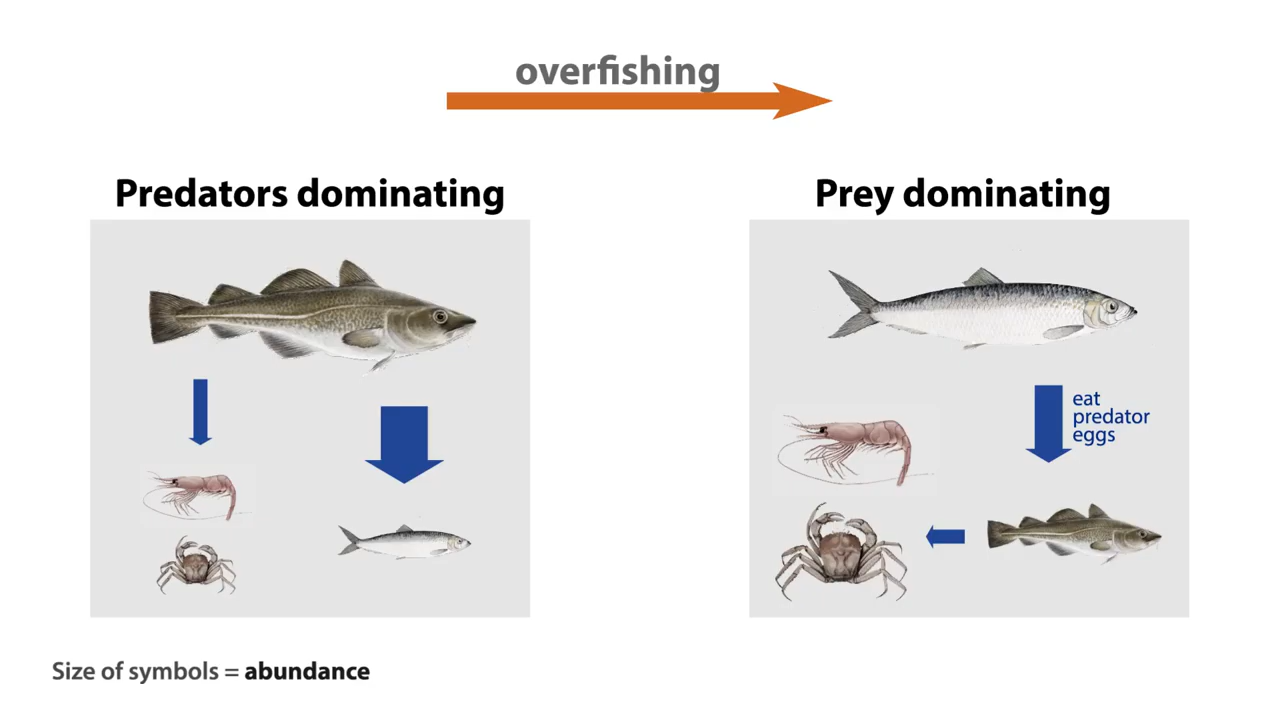 overfishing
Predators dominating
Prey dominating
eat
predator
eggs
Size of symbols = abundance